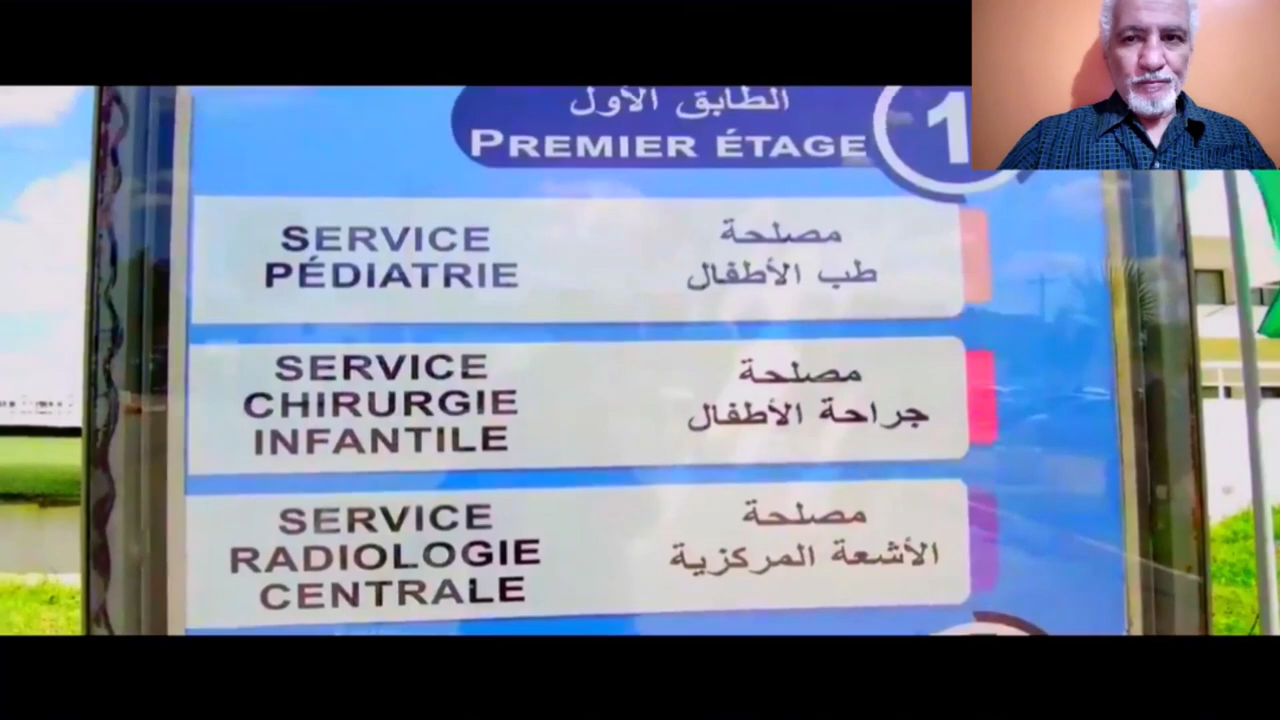 الطابق الأول
PREMIER ÉTAGE
1
SERVICE
PÉDIATRIE
مصلحة
طب الأطفال
SERVICE
CHIRURGIE
INFANTILE
مصلحة
جراحة الأطفال
SERVICE
RADIOLOGIE
CENTRALE
مصلحة
الأشعة المركزية